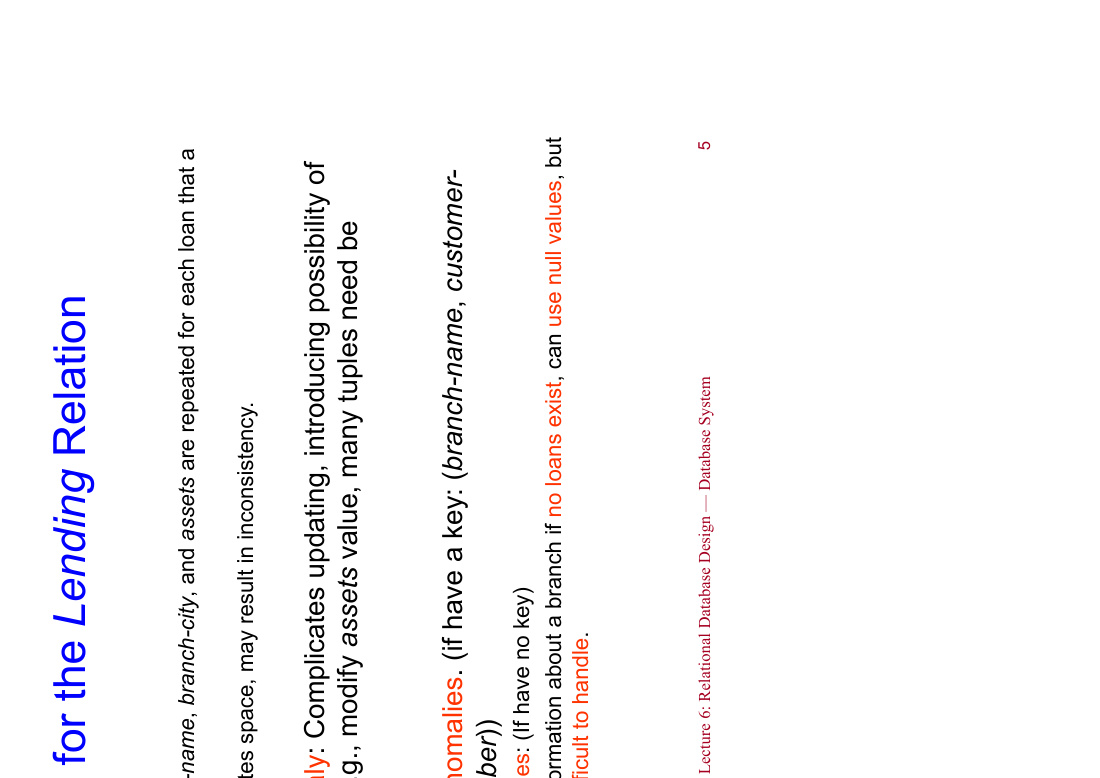 for the Lending Relation
-name, branch-city, and assets are repeated for each loan that a
tes space, may result in inconsistency.
aly: Complicates updating, introducing possibility of
g., modify assets value, many tuples need be
nomalies. (if have a key: (branch-name, customer-
ber))
es: (If have no key)
ormation about a branch if no loans exist, can use null values, but
ficult to handle.
Lecture 6: Relational Database Design — Database System
5